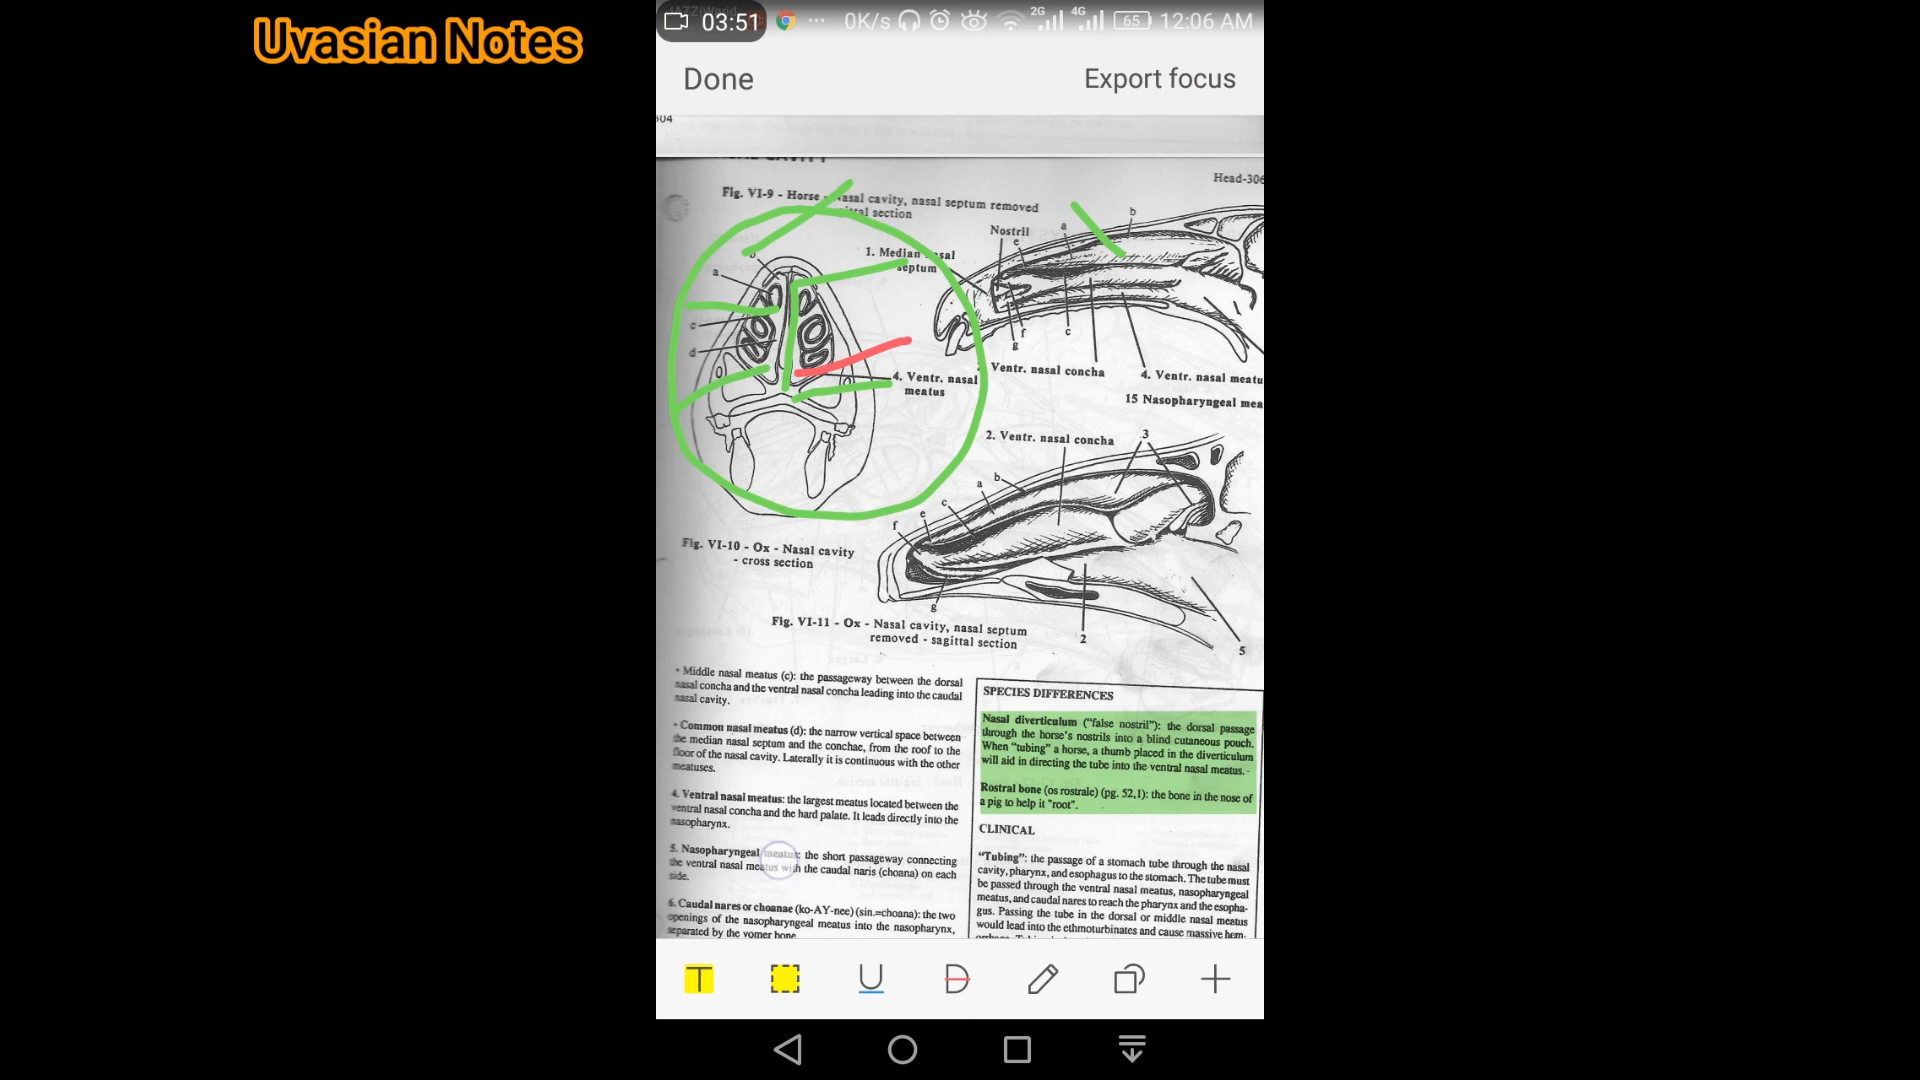 Uvasian Notes
03:51
0K/s
2G
4G
65
12:06 AM
Done
Export focus
304
Head-306
Fig. VI-9 - Horse - Nasal cavity, nasal septum removed
sagittal section
Nostril
1. Median nasal
septum
a
b
e
b
a
c
d
f
g
c
4. Ventr. nasal
meatus
Ventr. nasal concha
4. Ventr. nasal meatu
15 Nasopharyngeal mea
2. Ventr. nasal concha
3
b
a
c
e
f
g
2
5
Fig. VI-10 - Ox - Nasal cavity
- cross section
Fig. VI-11 - Ox - Nasal cavity, nasal septum
removed - sagittal section
• Middle nasal meatus (c): the passageway between the dorsal
nasal concha and the ventral nasal concha leading into the caudal
nasal cavity.
• Common nasal meatus (d): the narrow vertical space between
the median nasal septum and the conchae, from the roof to the
floor of the nasal cavity. Laterally it is continuous with the other
meatuses.
4. Ventral nasal meatus: the largest meatus located between the
ventral nasal concha and the hard palate. It leads directly into the
nasopharynx.
5. Nasopharyngeal meatus: the short passageway connecting
the ventral nasal meatus with the caudal naris (choana) on each
side.
6. Caudal nares or choanae (ko-AY-nee) (sin.=choana): the two
openings of the nasopharyngeal meatus into the nasopharynx,
separated by the vomer bone
SPECIES DIFFERENCES
Nasal diverticulum ("false nostril"): the dorsal passage
through the horse's nostrils into a blind cutaneous pouch.
When "tubing" a horse, a thumb placed in the diverticulum
will aid in directing the tube into the ventral nasal meatus.
Rostral bone (os rostrale) (pg. 52,1): the bone in the nose of
a pig to help it "root".
CLINICAL
"Tubing": the passage of a stomach tube through the nasal
cavity, pharynx, and esophagus to the stomach. The tube must
be passed through the ventral nasal meatus, nasopharyngeal
meatus, and caudal nares to reach the pharynx and the esopha-
gus. Passing the tube in the dorsal or middle nasal meatus
would lead into the ethmoturbinates and cause massive hem-